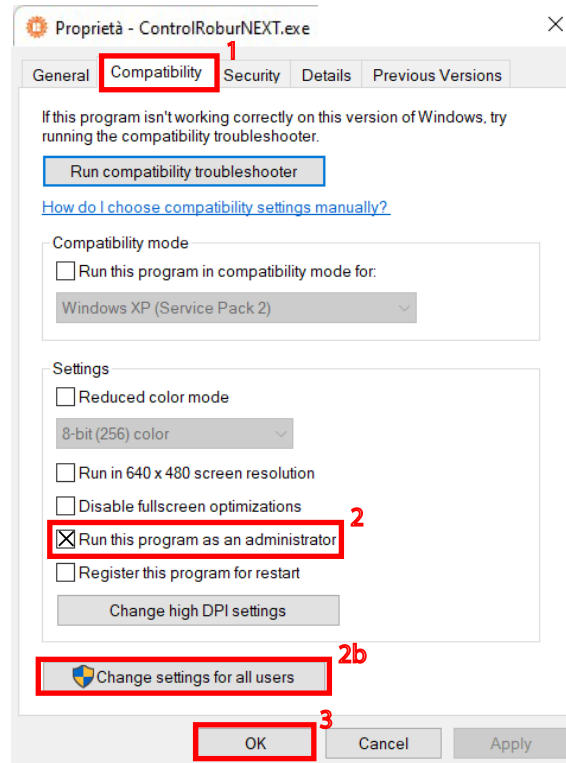 Proprietà - ControlRoburNEXT.exe
1
General Compatibility Security Details Previous Versions
If this program isn't working correctly on this version of Windows, try
running the compatibility troubleshooter.
Run compatibility troubleshooter
How do I choose compatibility settings manually?
Compatibility mode
Run this program in compatibility mode for:
Windows XP (Service Pack 2)
Settings
Reduced color mode
8-bit (256) color
Run in 640 x 480 screen resolution
Disable fullscreen optimizations
2
Run this program as an administrator
Register this program for restart
Change high DPI settings
2b
Change settings for all users
3
OK Cancel Apply